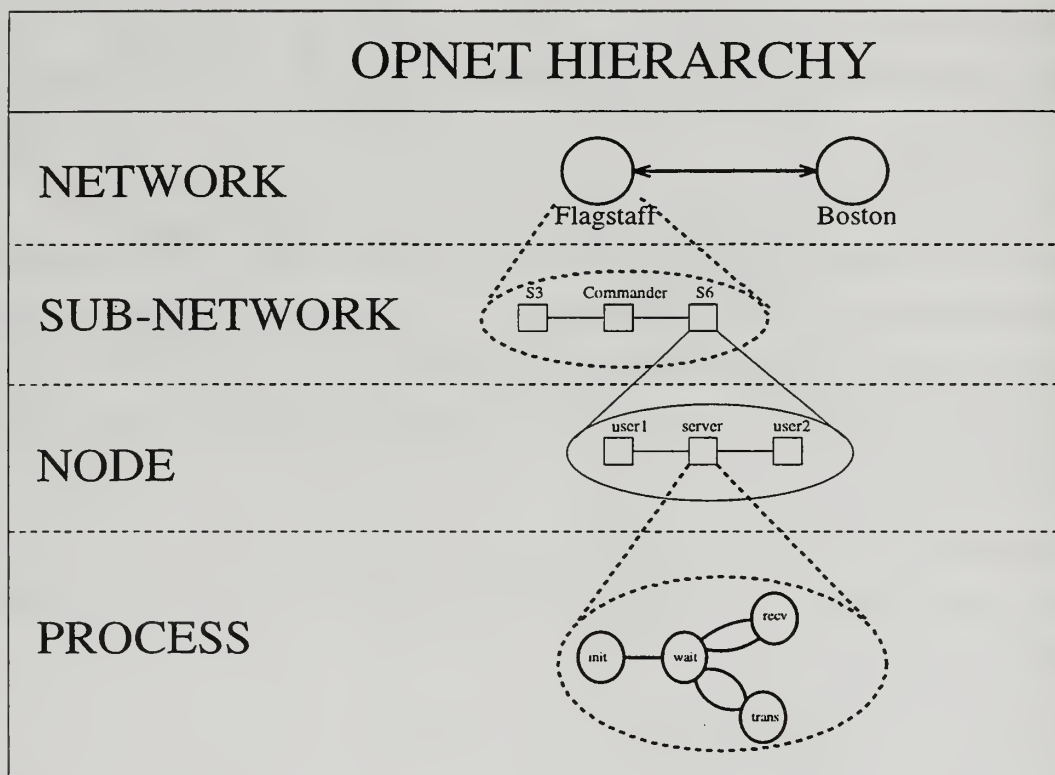 OPNET HIERARCHY
NETWORK
Flagstaff
Boston
SUB-NETWORK
S3
Commander
S6
NODE
user1
server
user2
PROCESS
init
wait
recv
trans